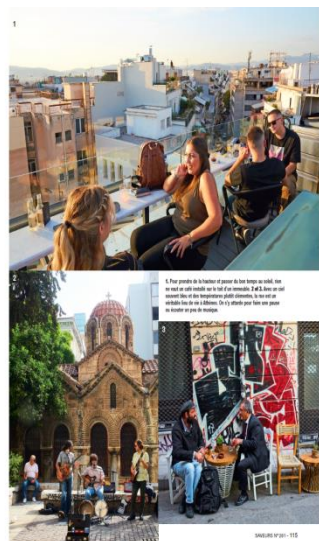 1
1. Pour prendre de la hauteur et passer du bon temps au soleil, rien
ne vaut un café installé sur le toit d'un immeuble. 2 et 3. Avec un ciel
souvent bleu et des températures plutôt clémentes, la rue est un
véritable lieu de vie à Athènes. On s'y attarde pour faire une pause
ou écouter un peu de musique.
2
3
SAVEURS N°261 - 115